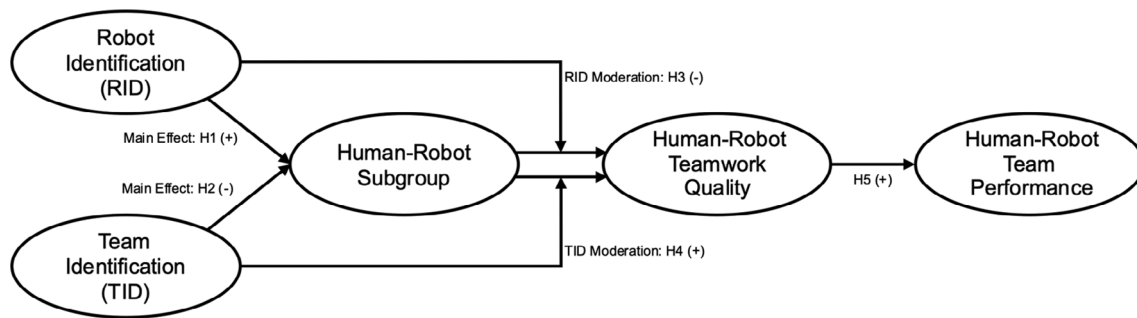 Robot
Identification
(RID)
RID Moderation: H3 (-)
Main Effect: H1 (+)
Human-Robot
Subgroup
Human-Robot
Teamwork
Quality
H5 (+)
Human-Robot
Team
Performance
Main Effect: H2 (-)
Team
Identification
(TID)
TID Moderation: H4 (+)